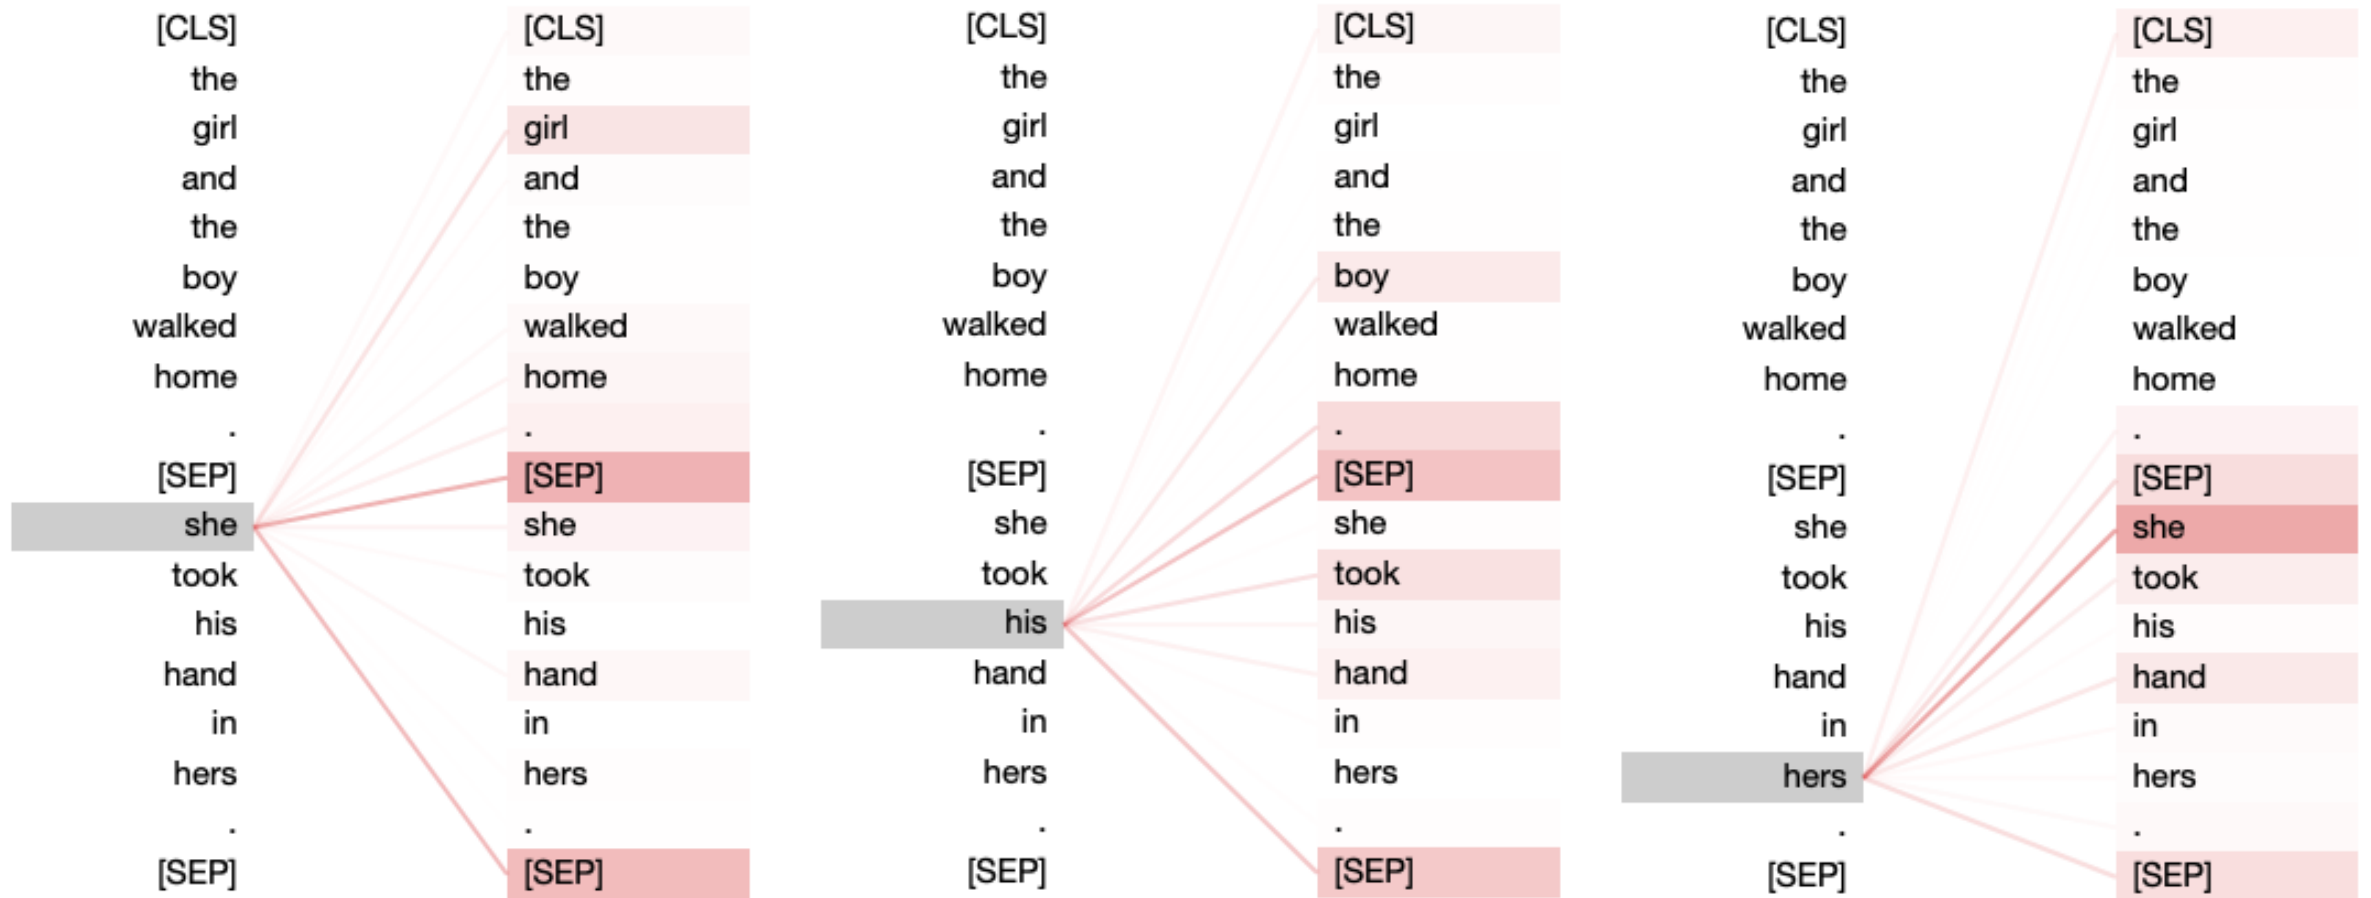 [CLS] [CLS] [CLS] [CLS] [CLS] [CLS]
the the the the the the
girl girl girl girl girl girl
and and and and and and
the the the the the the
boy boy boy boy boy boy
walked walked walked walked walked walked
home home home home home home
. . . . . .
[SEP] [SEP] [SEP] [SEP] [SEP] [SEP]
she she she she she she
took took took took took took
his his his his his his
hand hand hand hand hand hand
in in in in in in
hers hers hers hers hers hers
. . . . . .
[SEP] [SEP] [SEP] [SEP] [SEP] [SEP]